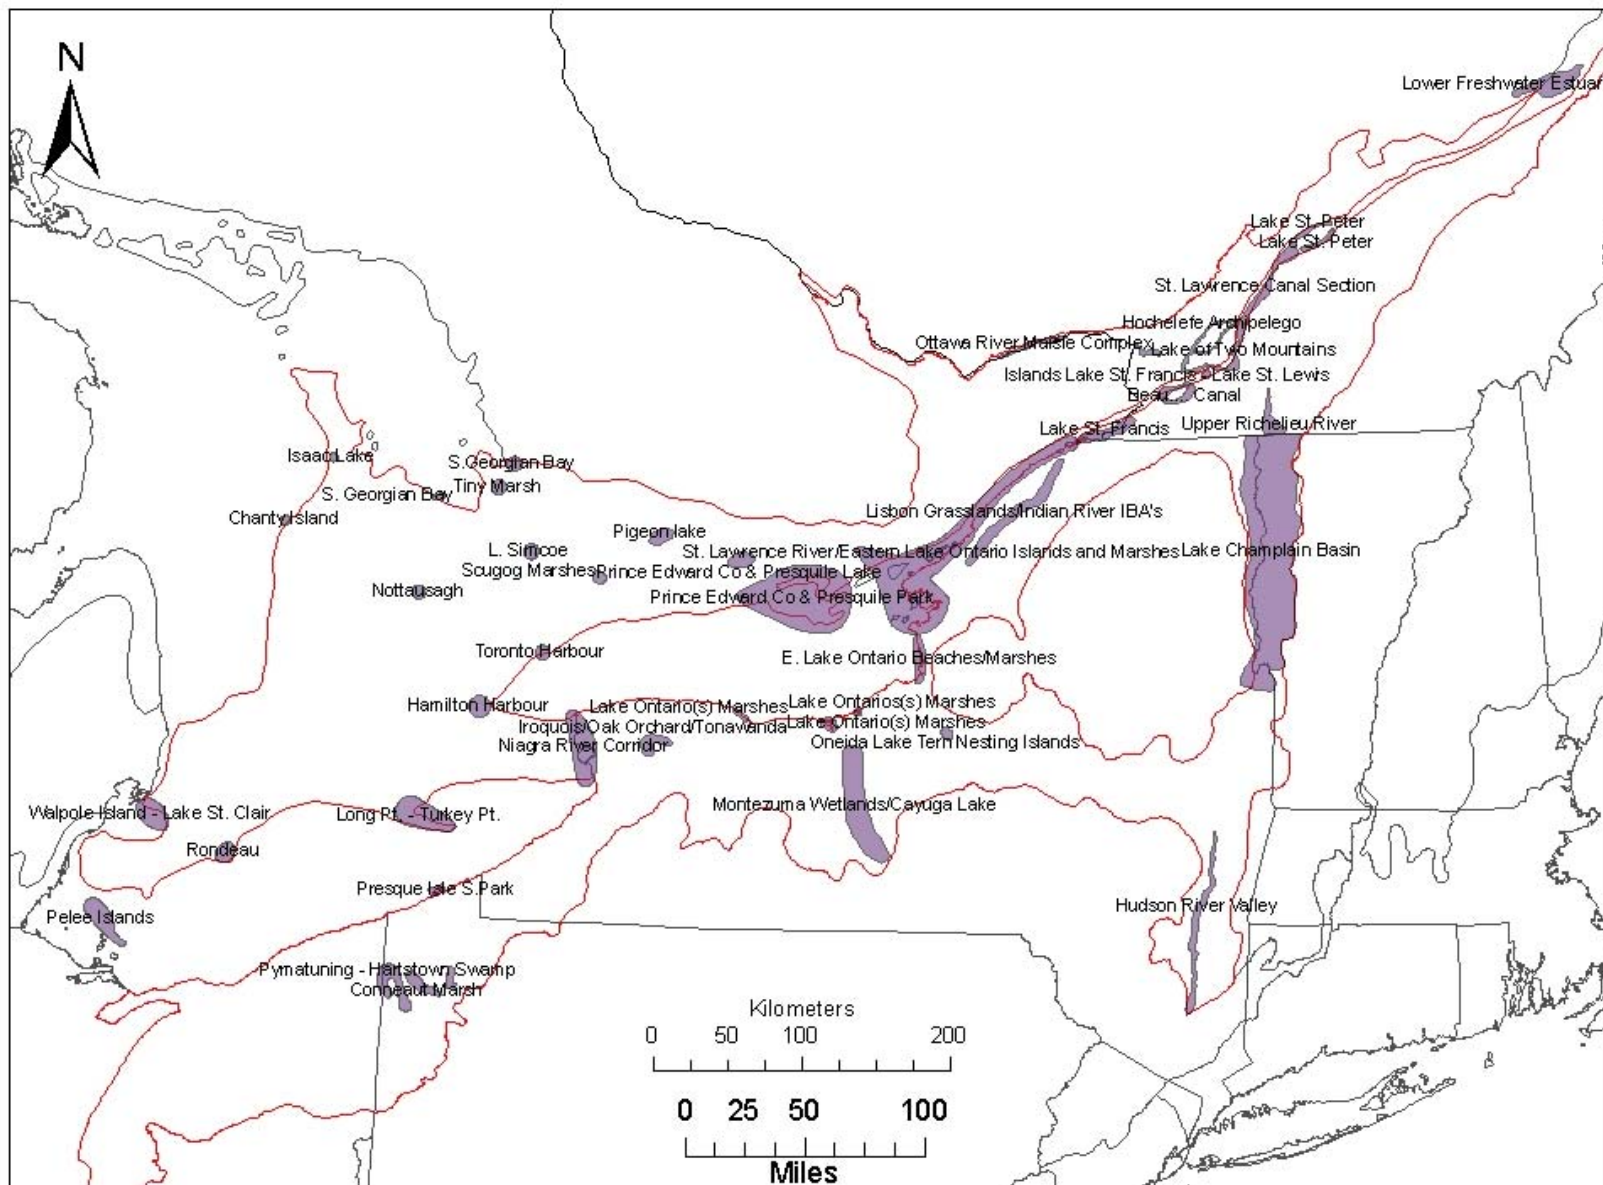 N
Lower Freshwater Estuar
Lake St. Peter
Lake St. Peter
St. Lawrence Canal Section
Hochelefe Archipelego
Ottawa River Maisie Complex
Lake of Two Mountains
Islands Lake St. Francis - Lake St. Lewis
Beau... Canal
Lake St. Francis
Upper Richelieu River
Isaac Lake
S.Georgian Bay
S. Georgian Bay
Tiny Marsh
Chanty Island
Lisbon Grasslands/Indian River IBA's
Pigeon lake
L. Simcoe
St. Lawrence River/Eastern Lake Ontario Islands and Marshes
Lake Champlain Basin
Scugog Marshes
Prince Edward Co & Presquile Lake
Nottausagh
Prince Edward Co & Presquile Park
Toronto Harbour
E. Lake Ontario Beaches/Marshes
Hamilton Harbour
Lake Ontario(s) Marshes
Lake Ontarios(s) Marshes
Iroquois/Oak Orchard/Tonawanda
Lake Ontario(s) Marshes
Niagra River Corridor
Oneida Lake Tern Nesting Islands
Walpole Island - Lake St. Clair
Long Pt. - Turkey Pt.
Montezuma Wetlands/Cayuga Lake
Rondeau
Presque Isle S.Park
Pelee Islands
Hudson River Valley
Pymatuning - Hartstown Swamp
Conneaut Marsh
Kilometers
0 50 100 200
0 25 50 100
Miles